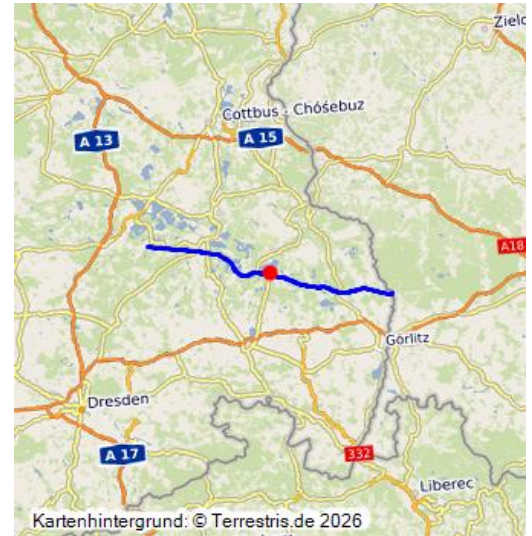 Zielo
Cottbus - Chóśebuz
A 13
A 15
A18
Görlitz
Dresden
A 17
332
Liberec
Kartenhintergrund: © Terrestris.de 2026